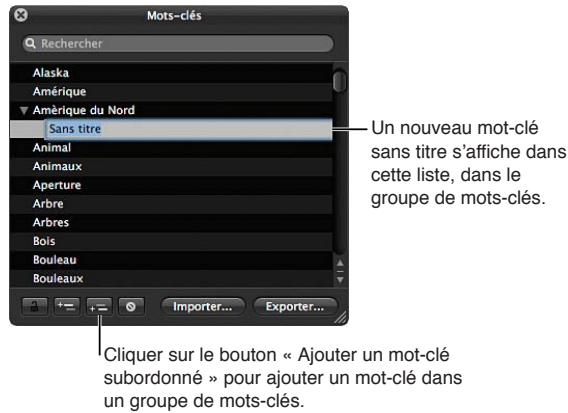 Mots-clés
Rechercher
Alaska
Amérique
Amèrique du Nord
Sans titre
Animal
Animaux
Aperture
Arbre
Arbres
Bois
Bouleau
Bouleaux
Importer...
Exporter...
Un nouveau mot-clé
sans titre s’affiche dans
cette liste, dans le
groupe de mots-clés.
Cliquer sur le bouton « Ajouter un mot-clé
subordonné » pour ajouter un mot-clé dans
un groupe de mots-clés.